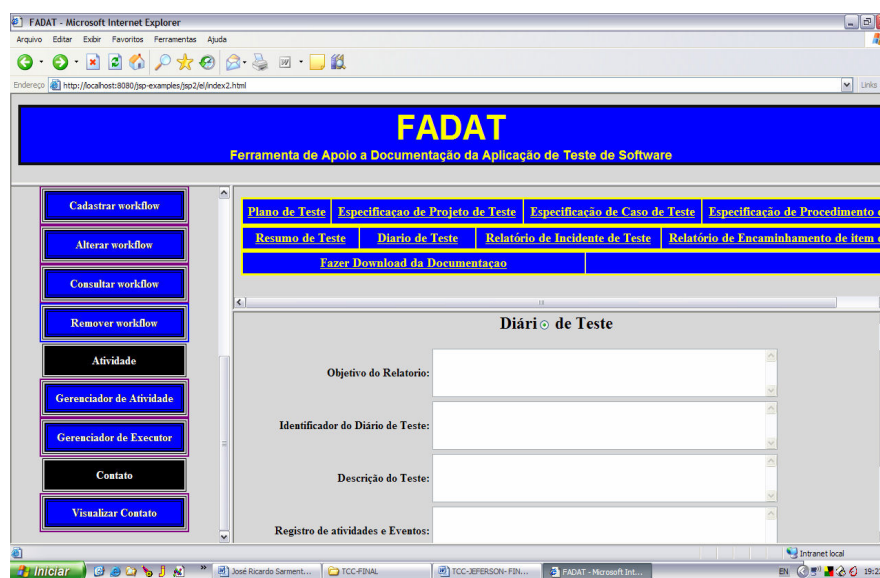 FADAT - Microsoft Internet Explorer
Arquivo Editar Exibir Favoritos Ferramentas Ajuda
Endereço http://localhost:8080/jsp-examples/jsp2/el/index2.html Links
FADAT
Ferramenta de Apoio a Documentação da Aplicação de Teste de Software
Cadastrar workflow
Alterar workflow
Consultar workflow
Remover workflow
Atividade
Gerenciador de Atividade
Gerenciador de Executor
Contato
Visualizar Contato
Plano de Teste Especificaçao de Projeto de Teste Especificação de Caso de Teste Especificação de Procedimento
Resumo de Teste Diario de Teste Relatório de Incidente de Teste Relatório de Encaminhamento de ítem
Fazer Download da Documentaçao
Diári de Teste
Objetivo do Relatorio:
Identificador do Diário de Teste:
Descrição do Teste:
Registro de atividades e Eventos:
Intranet local
Iniciar » José Ricardo Sarment... TCC-FINAL TCC-JEFERSON-FIN... FADAT - Microsoft Int... EN